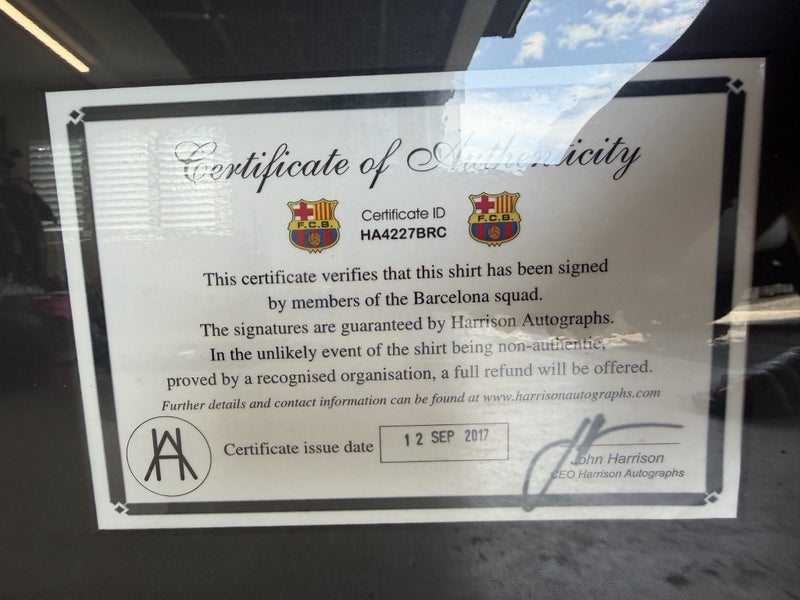 Certificate of Authenticity
F.C.B.
Certificate ID
HA4227BRC
F.C.B.
This certificate verifies that this shirt has been signed
by members of the Barcelona squad.
The signatures are guaranteed by Harrison Autographs.
In the unlikely event of the shirt being non-authentic,
proved by a recognised organisation, a full refund will be offered.
Further details and contact information can be found at www.harrisonautographs.com
HA
Certificate issue date
12 SEP 2017
John Harrison
CEO Harrison Autographs